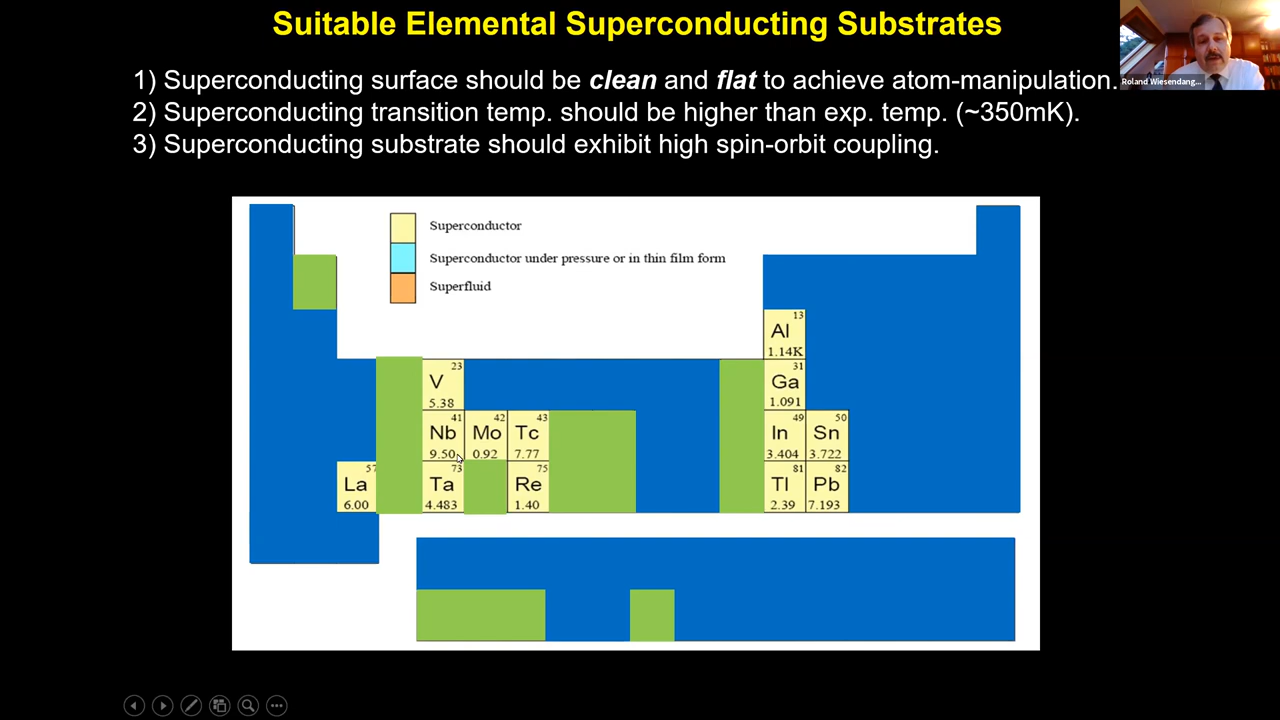 Suitable Elemental Superconducting Substrates
1) Superconducting surface should be clean and flat to achieve atom-manipulation.
2) Superconducting transition temp. should be higher than exp. temp. (~350mK).
3) Superconducting substrate should exhibit high spin-orbit coupling.
Roland Wiesendang...
Superconductor
Superconductor under pressure or in thin film form
Superfluid
13
Al
1.14K
23
V
5.38
31
Ga
1.091
41
Nb
9.50
42
Mo
0.92
43
Tc
7.77
49
In
3.404
50
Sn
3.722
57
La
6.00
73
Ta
4.483
75
Re
1.40
81
Tl
2.39
82
Pb
7.193